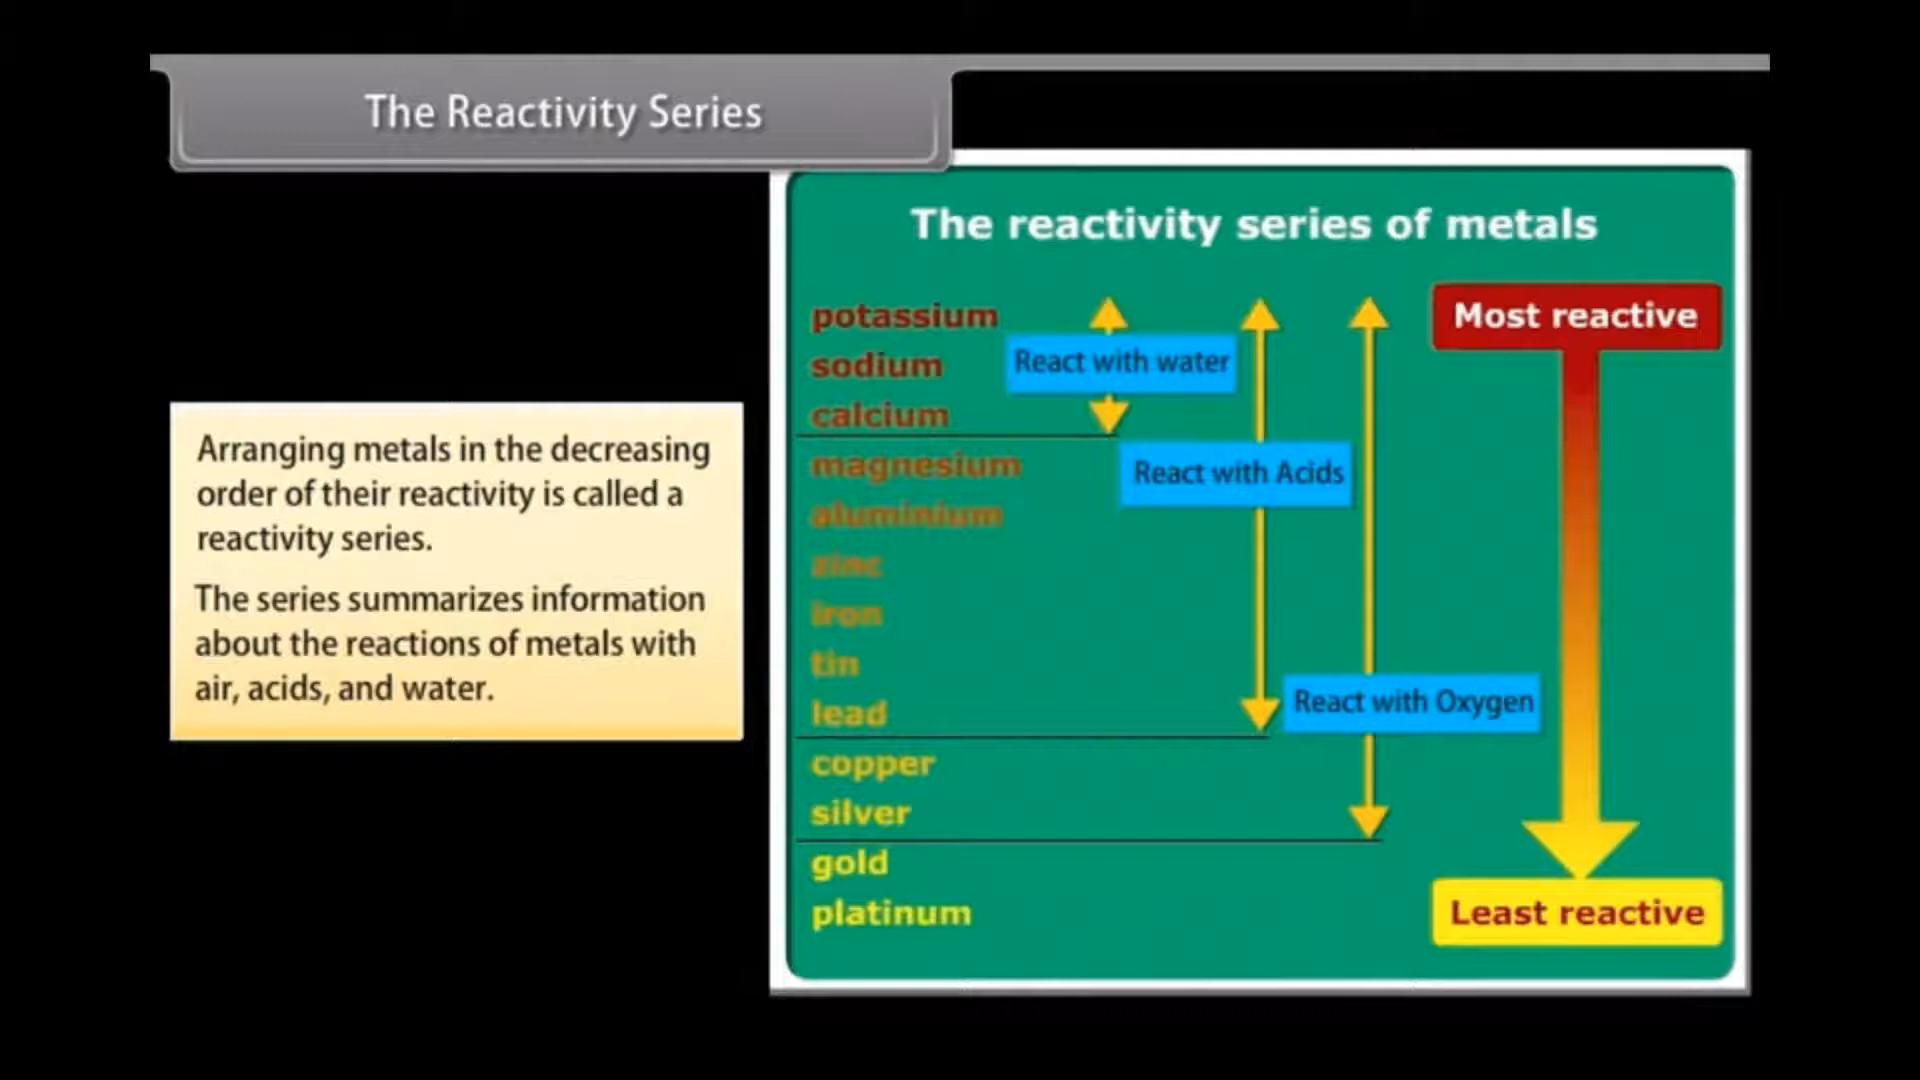 The Reactivity Series
The reactivity series of metals
potassium
sodium
calcium
magnesium
aluminium
zinc
iron
tin
lead
copper
silver
gold
platinum
React with water
React with Acids
React with Oxygen
Most reactive
Least reactive
Arranging metals in the decreasing
order of their reactivity is called a
reactivity series.
The series summarizes information
about the reactions of metals with
air, acids, and water.